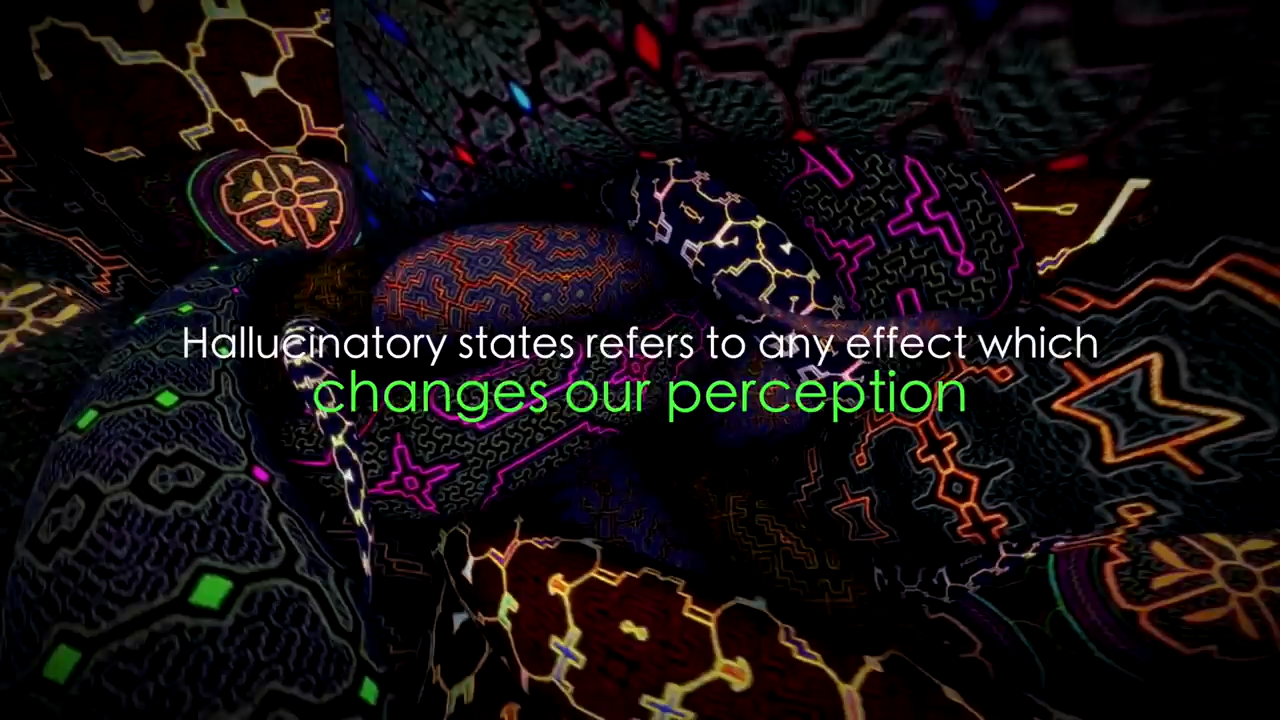 Hallucinatory states refers to any effect which
changes our perception